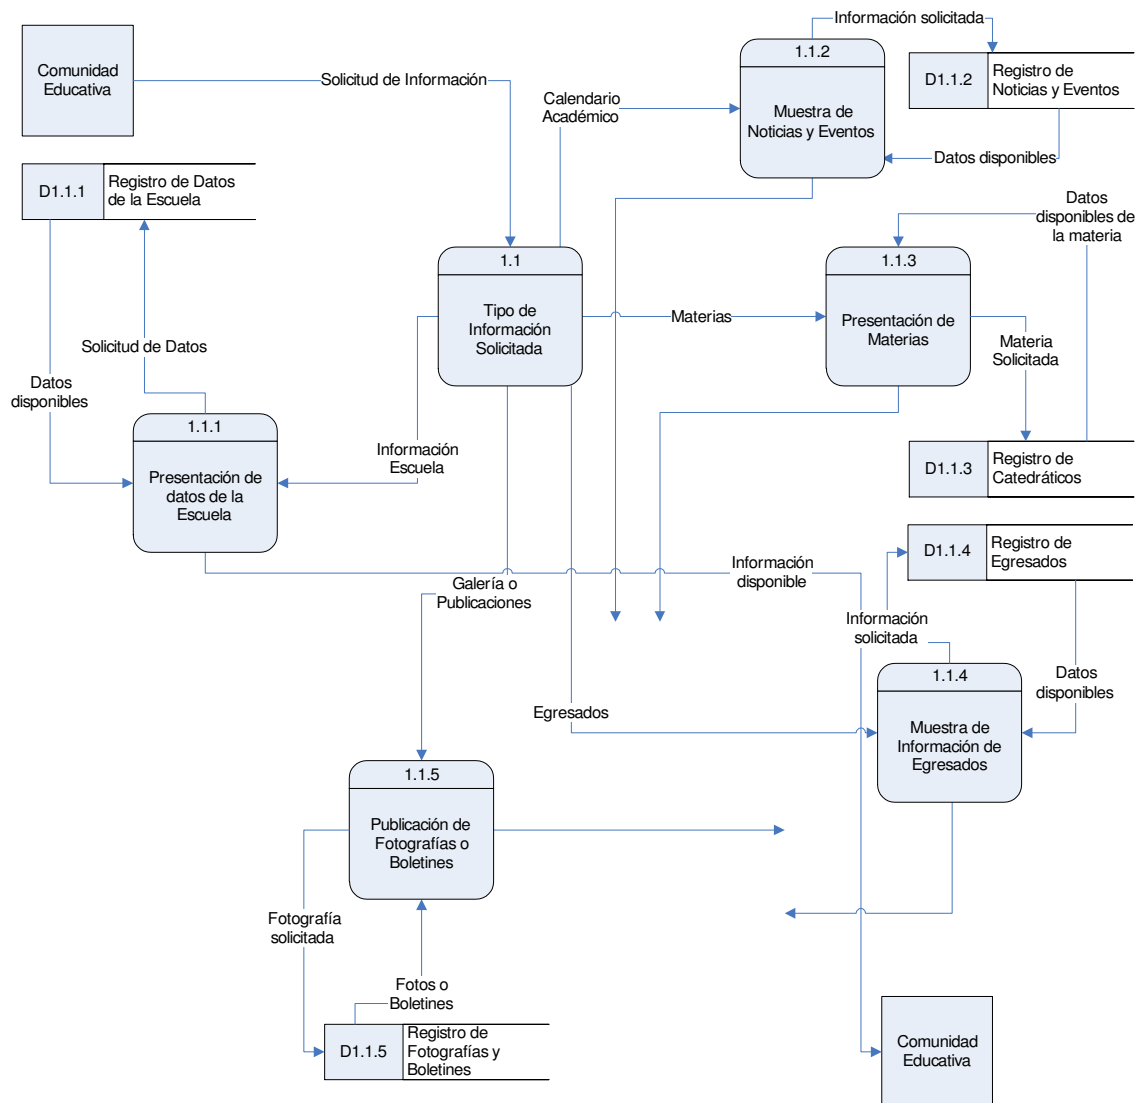 Información solicitada
Comunidad
Educativa
Solicitud de Información
1.1.2
Muestra de
Noticias y Eventos
D1.1.2
Registro de
Noticias y Eventos
Calendario
Académico
Datos disponibles
D1.1.1
Registro de Datos
de la Escuela
Datos
disponibles de
la materia
1.1
Tipo de
Información
Solicitada
Materias
1.1.3
Presentación de
Materias
Materia
Solicitada
Solicitud de Datos
Datos
disponibles
1.1.1
Presentación de
datos de la
Escuela
Información
Escuela
D1.1.3
Registro de
Catedráticos
D1.1.4
Registro de
Egresados
Información
disponible
Galería o
Publicaciones
Información
solicitada
1.1.4
Muestra de
Información de
Egresados
Datos
disponibles
Egresados
1.1.5
Publicación de
Fotografías o
Boletines
Fotografía
solicitada
Fotos o
Boletines
D1.1.5
Registro de
Fotografías y
Boletines
Comunidad
Educativa